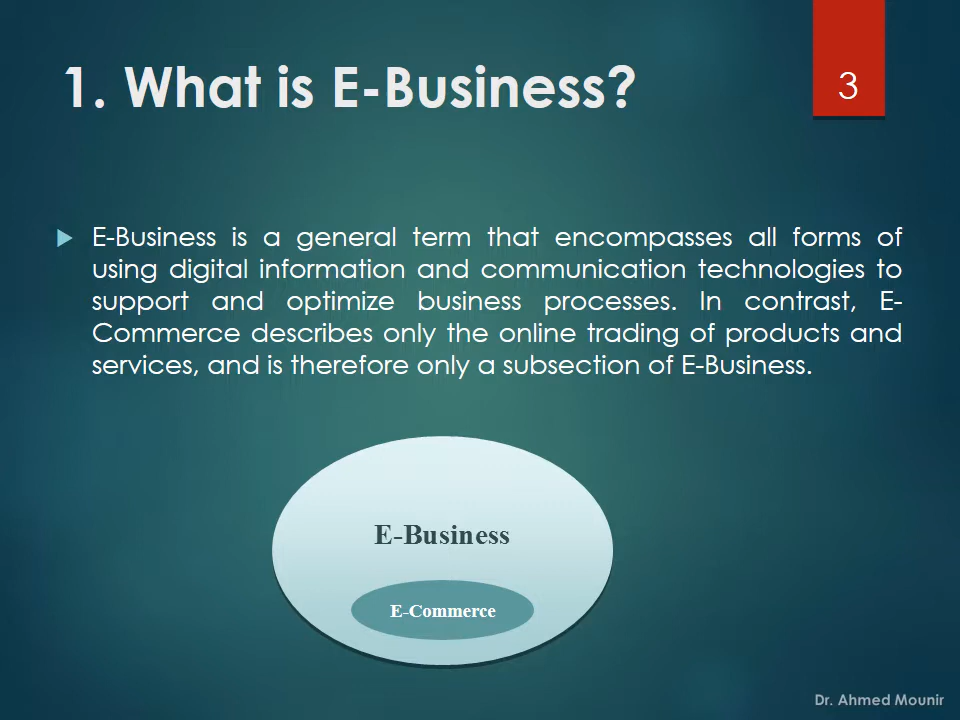 1. What is E-Business?
3
E-Business is a general term that encompasses all forms of
using digital information and communication technologies to
support and optimize business processes. In contrast, E-
Commerce describes only the online trading of products and
services, and is therefore only a subsection of E-Business.
E-Business
E-Commerce
Dr. Ahmed Mounir